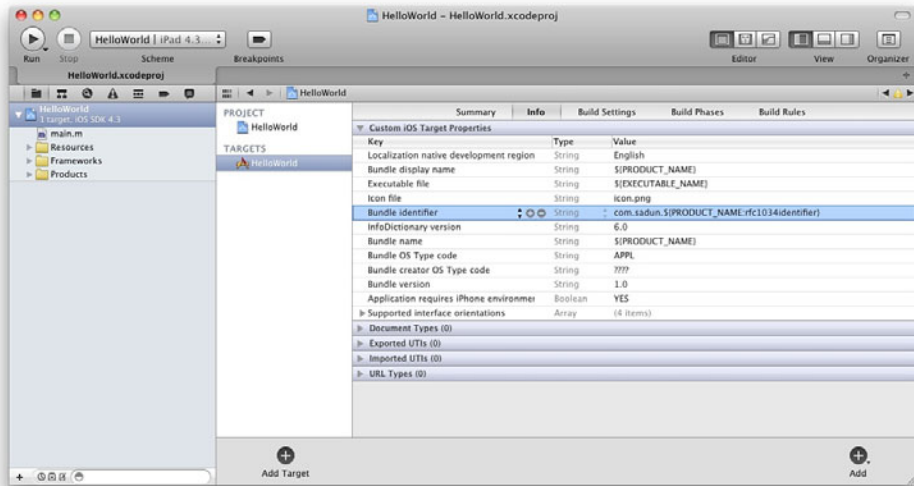 HelloWorld – HelloWorld.xcodeproj
HelloWorld | iPad 4.3...
Run Stop Scheme Breakpoints Editor View Organizer
HelloWorld.xcodeproj
HelloWorld
HelloWorld
1 target, iOS SDK 4.3
main.m
Resources
Frameworks
Products
PROJECT
HelloWorld
TARGETS
HelloWorld
Summary Info Build Settings Build Phases Build Rules
Custom iOS Target Properties
Key Type Value
Localization native development region String English
Bundle display name String ${PRODUCT_NAME}
Executable file String ${EXECUTABLE_NAME}
Icon file String icon.png
Bundle identifier String com.sadun.${PRODUCT_NAME:rfc1034identifier}
InfoDictionary version String 6.0
Bundle name String ${PRODUCT_NAME}
Bundle OS Type code String APPL
Bundle creator OS Type code String ????
Bundle version String 1.0
Application requires iPhone environmer Boolean YES
Supported interface orientations Array (4 items)
Document Types (0)
Exported UTIs (0)
Imported UTIs (0)
URL Types (0)
Add Target Add